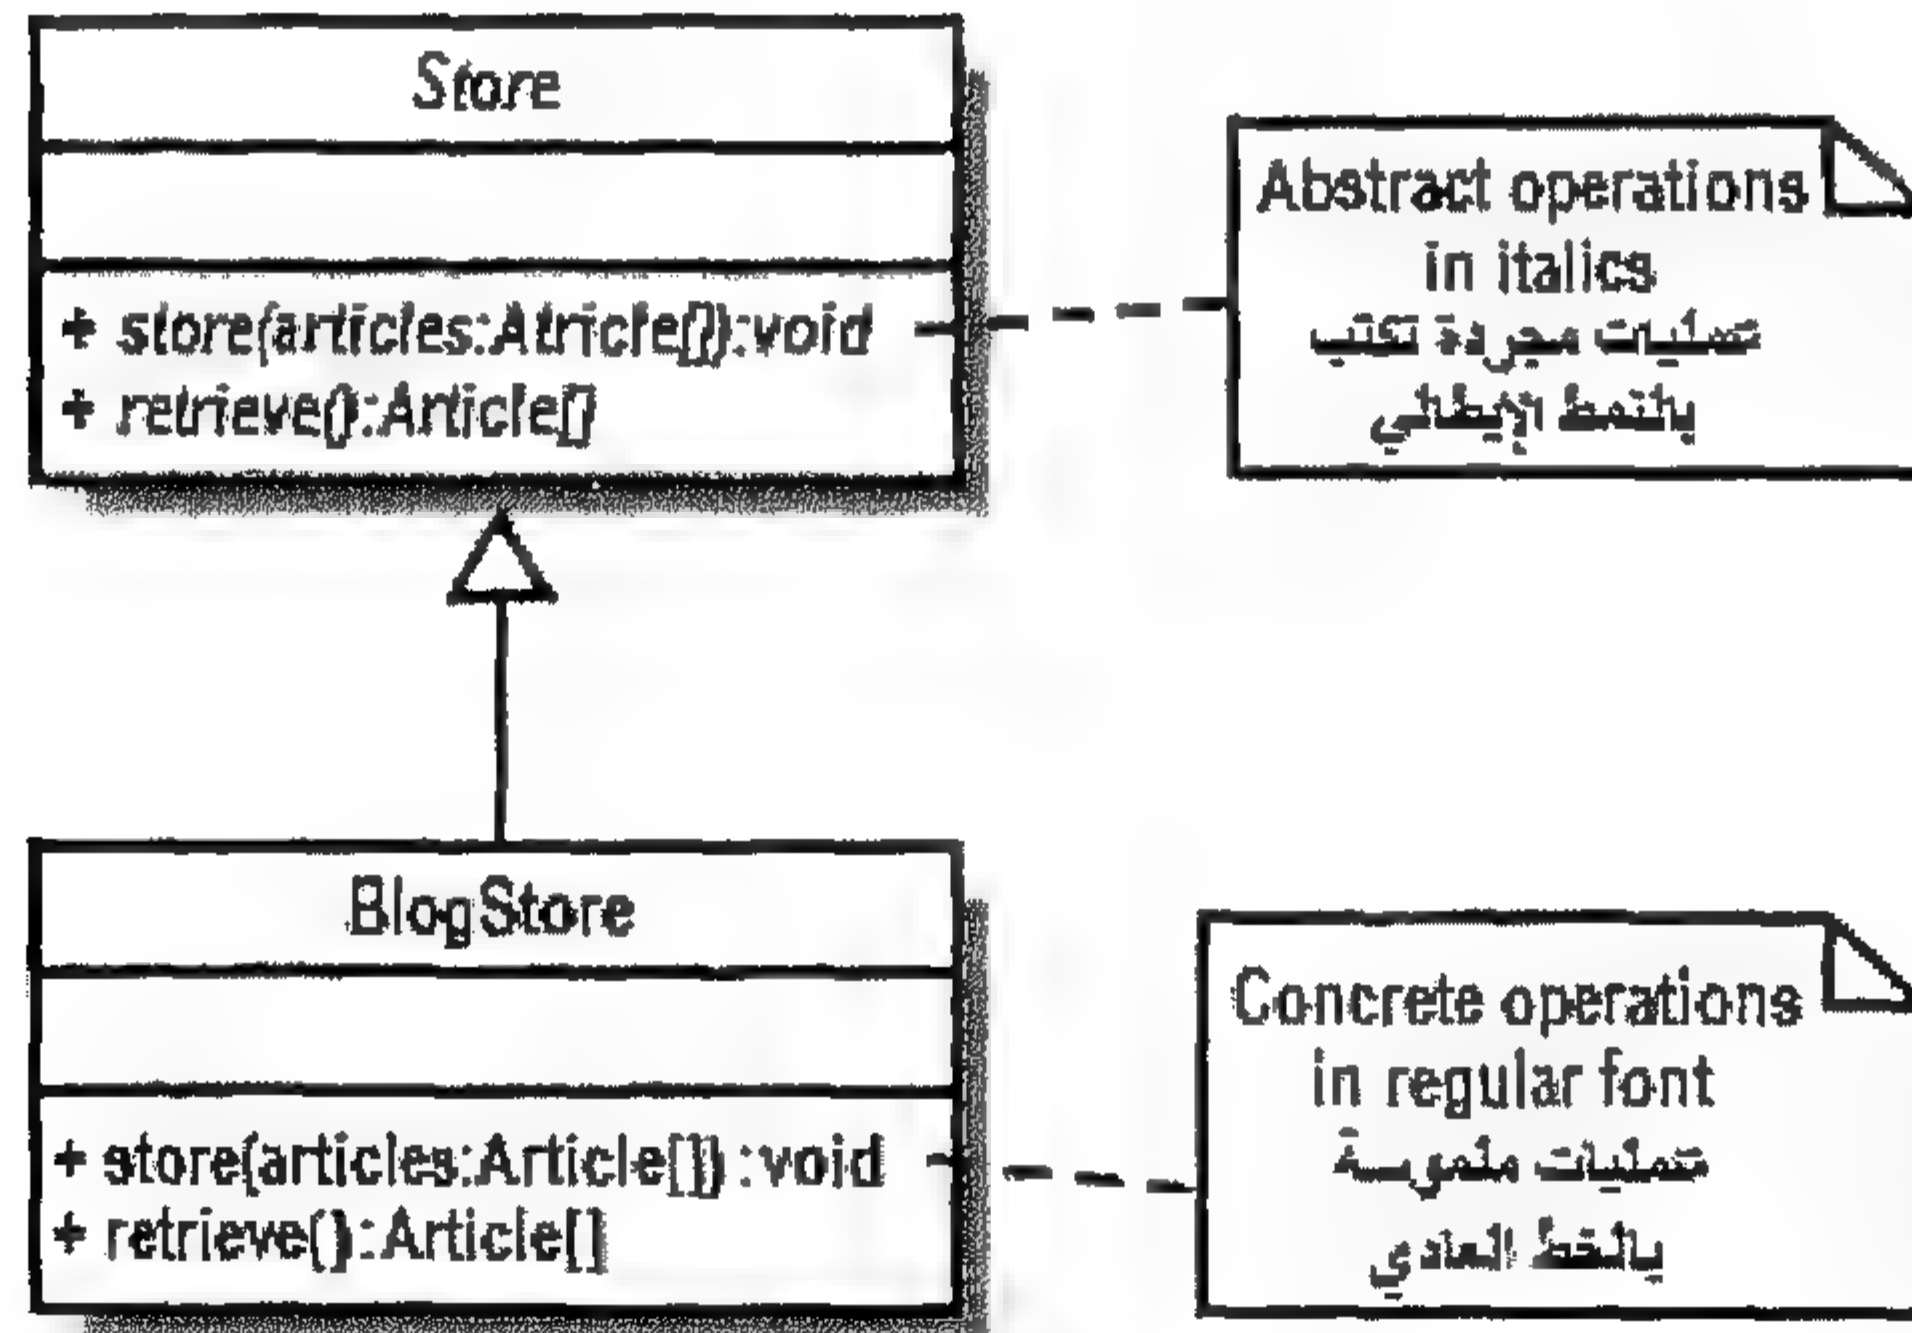 Store
+ store(articles:Atricle[]):void
+ retrieve():Article[]
Abstract operations
in italics
عمليات مجردة تكتب
بالنمط الإيطالي
BlogStore
+ store(articles:Article[]) :void
+ retrieve():Article[]
Concrete operations
in regular font
عمليات ملموسة
بالخط العادي